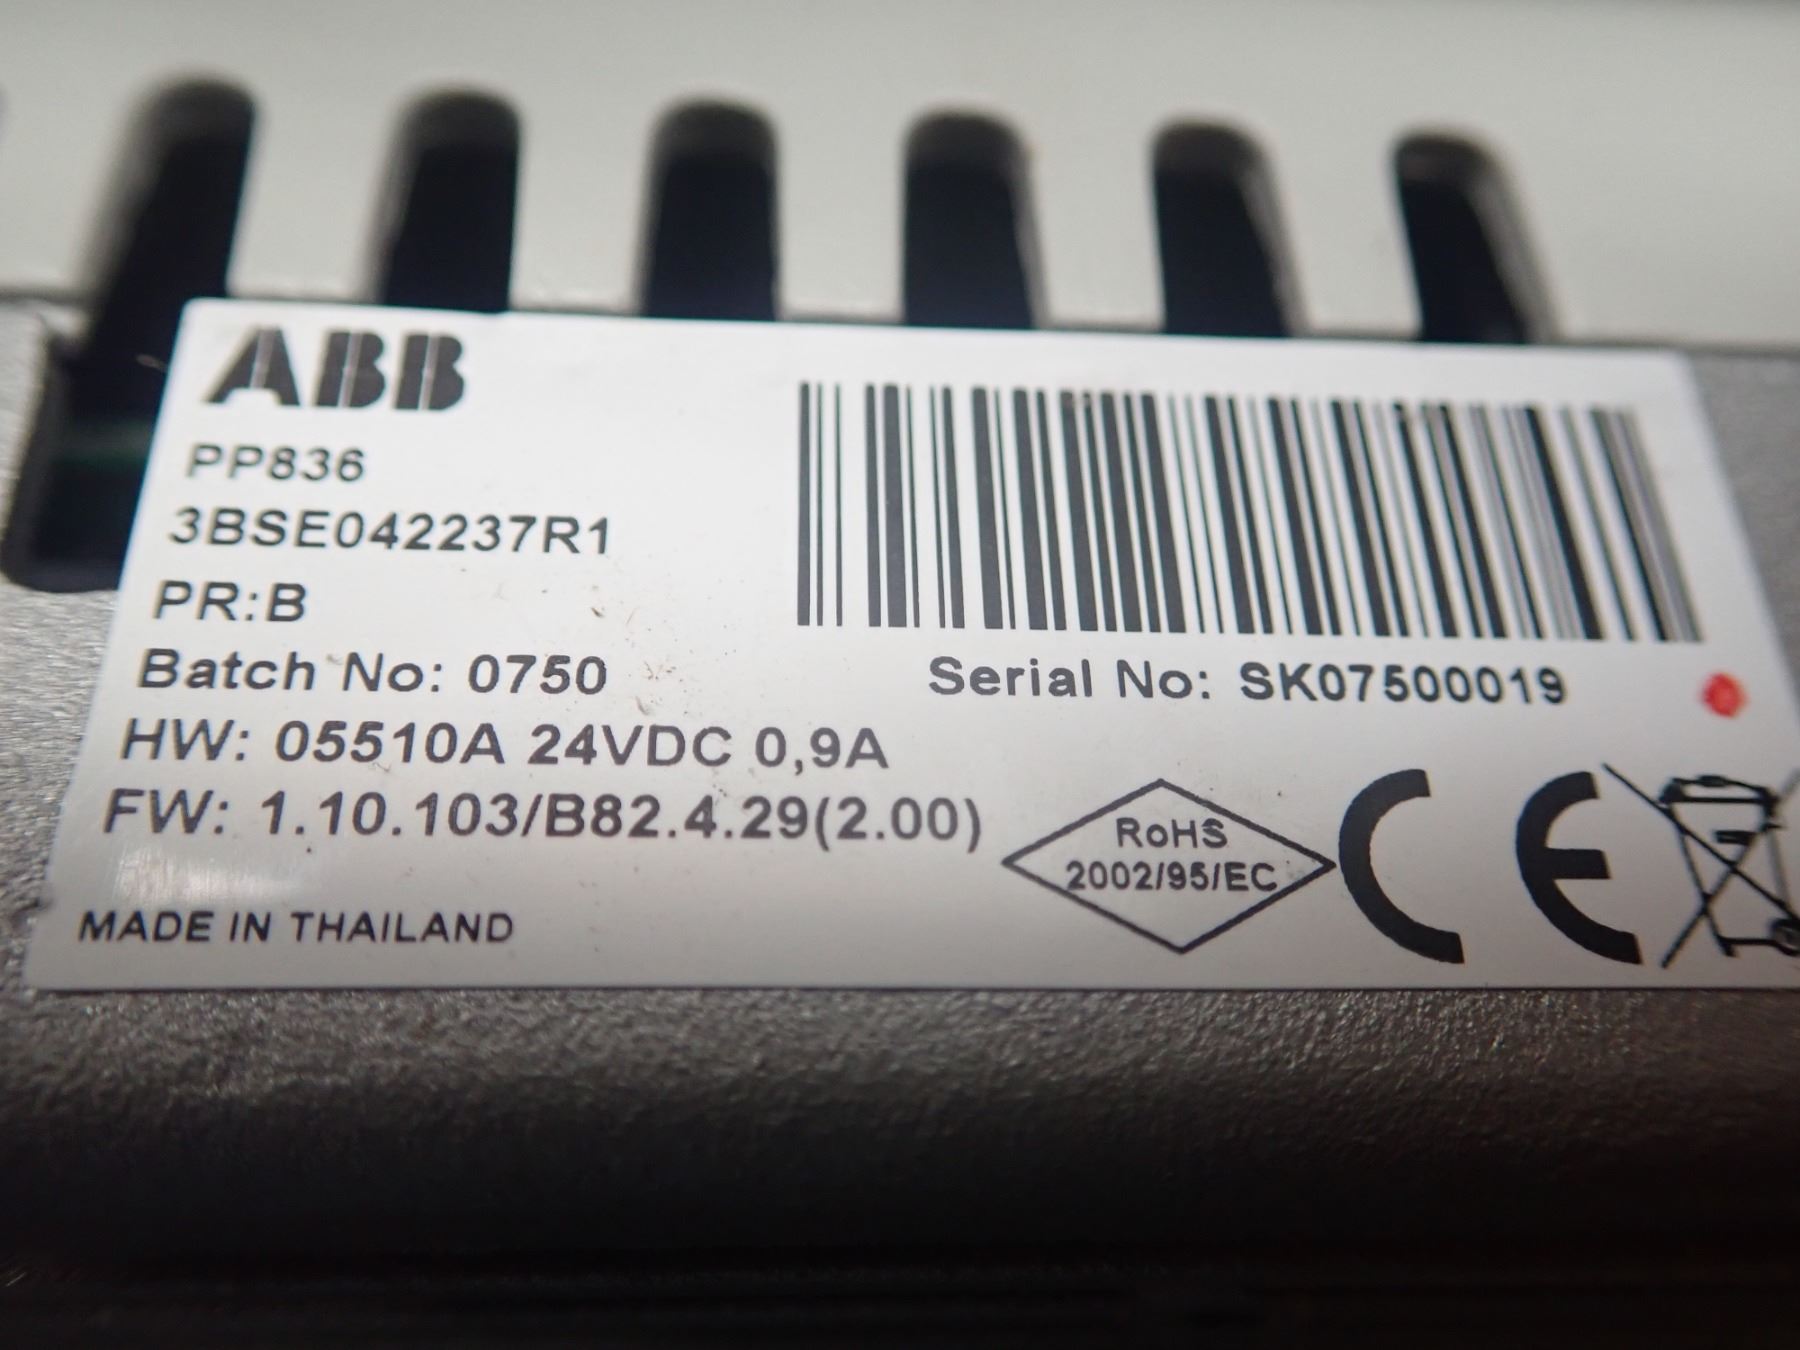 ABB
PP836
3BSE042237R1
PR:B
Batch No: 0750
Serial No: SK07500019
HW: 05510A 24VDC 0,9A
FW: 1.10.103/B82.4.29(2.00)
RoHS
2002/95/EC
CE
MADE IN THAILAND